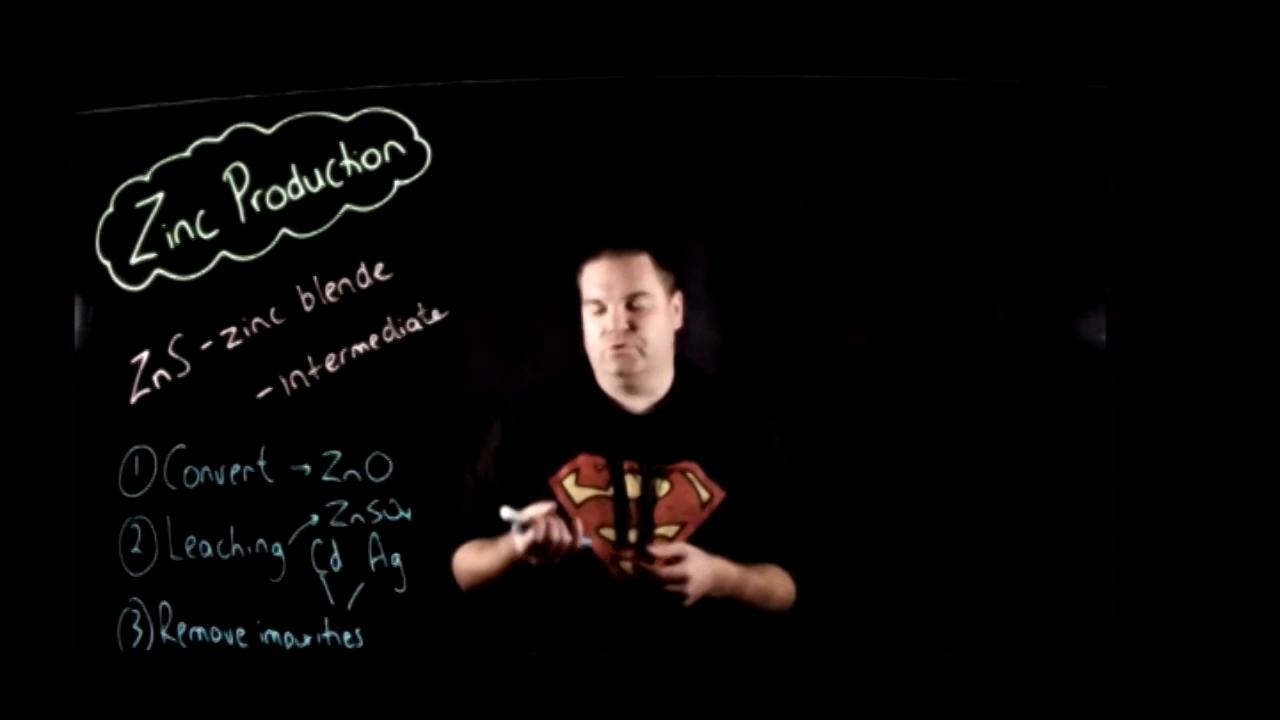 Zinc Production
ZnS - zinc blende
- intermediate
① Convert → ZnO
② Leaching → ZnSO4
Cd Ag
③ Remove impurities